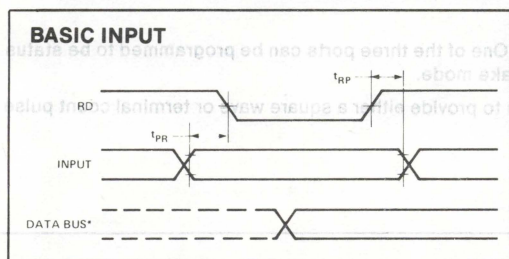 BASIC INPUT
One of the three ports can be programmed to be status
ake mode.
to provide either a square wave or terminal count pulse
RD
tRP
tPR
INPUT
DATA BUS*